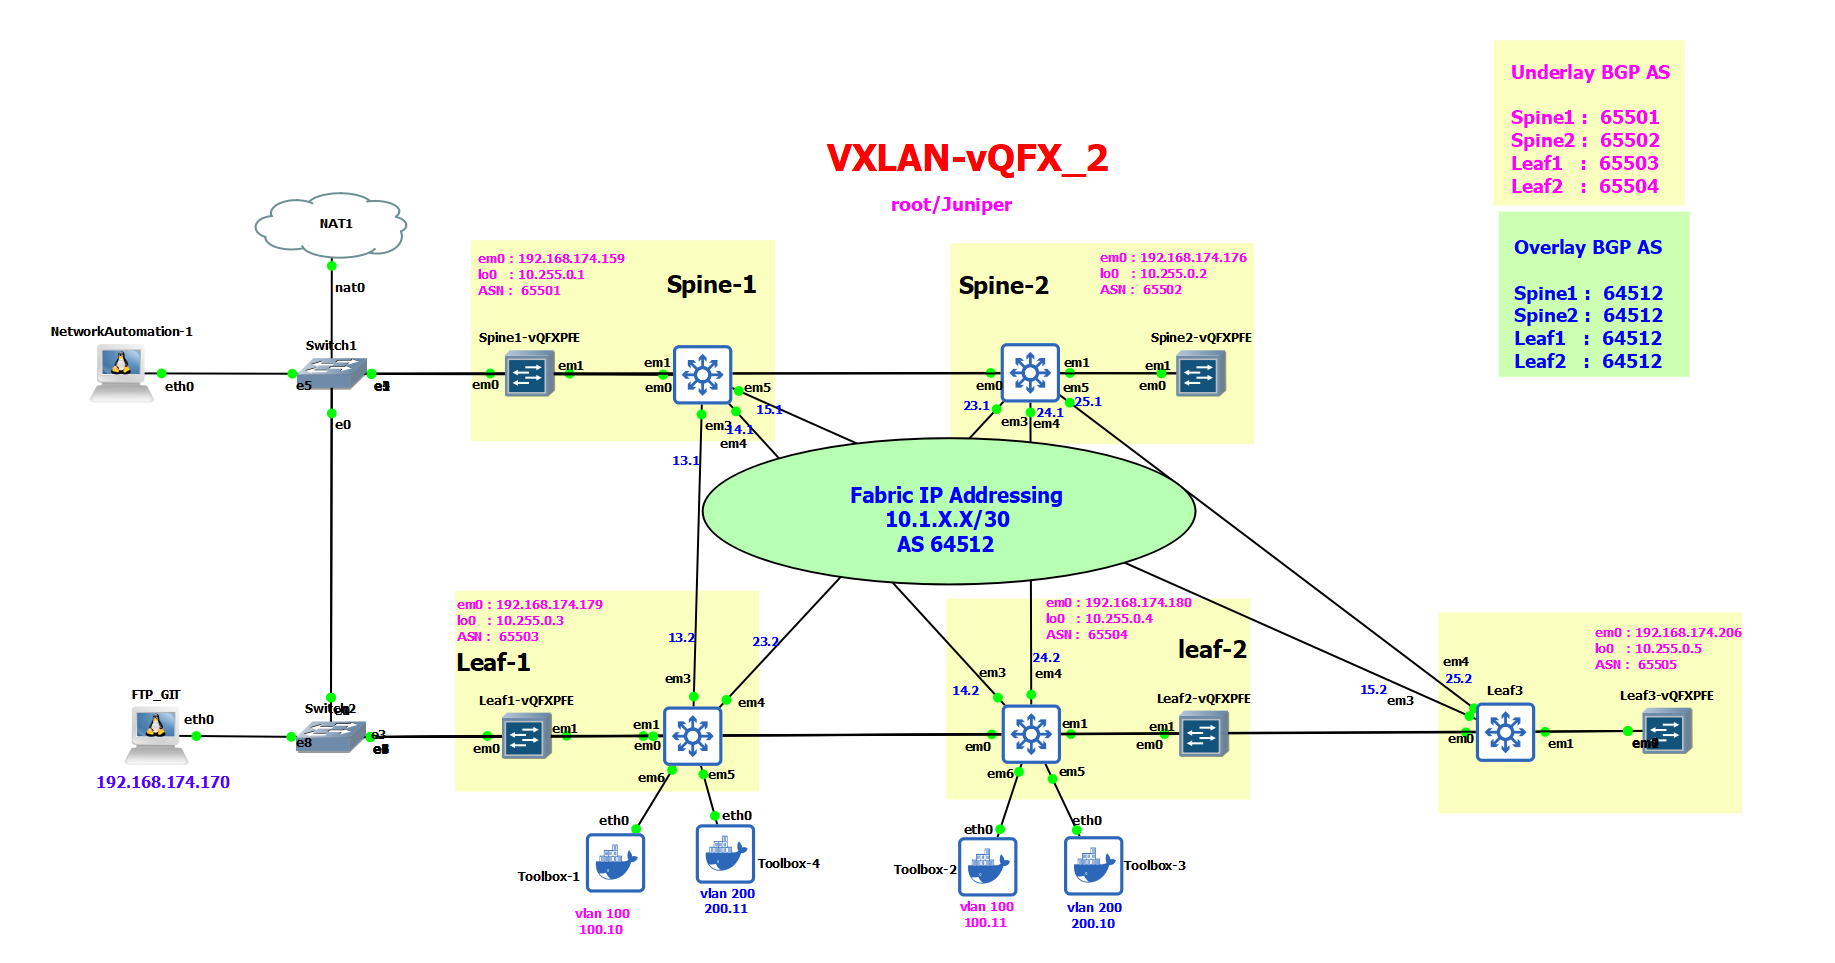 VXLAN-vQFX_2
root/Juniper
Underlay BGP AS
Spine1 : 65501
Spine2 : 65502
Leaf1 : 65503
Leaf2 : 65504
Overlay BGP AS
Spine1 : 64512
Spine2 : 64512
Leaf1 : 64512
Leaf2 : 64512
NAT1
nat0
NetworkAutomation-1
eth0
Switch1
e5
e0
em0 : 192.168.174.159
lo0 : 10.255.0.1
ASN : 65501
Spine-1
Spine1-vQFXPFE
em0
em1
em1
em0
em5
15.1
em3
14.1
em4
13.1
Spine-2
em0 : 192.168.174.176
lo0 : 10.255.0.2
ASN : 65502
Spine2-vQFXPFE
em0
em1
em1
em0
em5
25.1
23.1
24.1
em3
em4
Fabric IP Addressing
10.1.X.X/30
AS 64512
em0 : 192.168.174.179
lo0 : 10.255.0.3
ASN : 65503
Leaf-1
13.2
23.2
em3
em4
Leaf1-vQFXPFE
em0
em1
em1
em0
em6
em5
em0 : 192.168.174.180
lo0 : 10.255.0.4
ASN : 65504
leaf-2
24.2
em3
em4
14.2
Leaf2-vQFXPFE
em0
em1
em1
em0
em6
em5
em0 : 192.168.174.206
lo0 : 10.255.0.5
ASN : 65505
em4
25.2
15.2
em3
Leaf3
Leaf3-vQFXPFE
em0
em1
FTP_GIT
eth0
192.168.174.170
Switch2
e8
e3
eth0
eth0
Toolbox-1
Toolbox-4
vlan 100
100.10
vlan 200
200.11
eth0
eth0
Toolbox-2
Toolbox-3
vlan 100
100.11
vlan 200
200.10